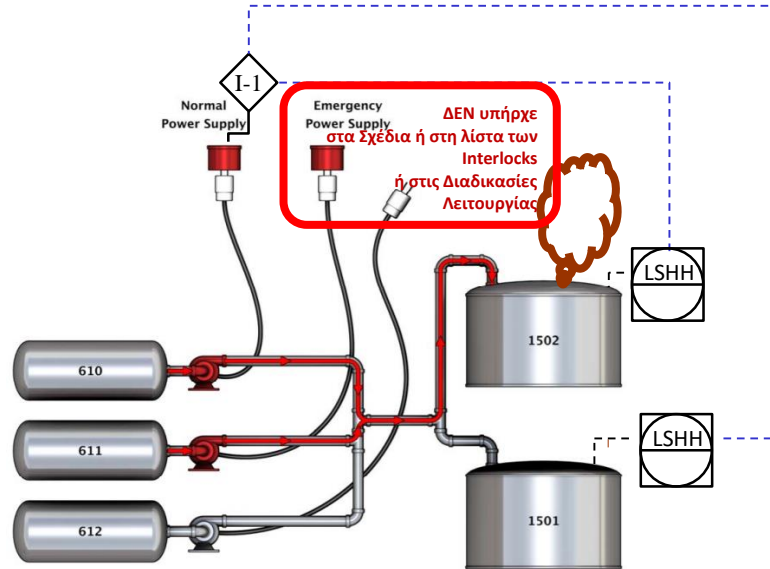 I-1
Normal
Power Supply
Emergency
Power Supply
ΔΕΝ υπήρχε
στα Σχέδια ή στη λίστα των
Interlocks
ή στις Διαδικασίες
Λειτουργίας
LSHH
1502
610
LSHH
611
1501
612